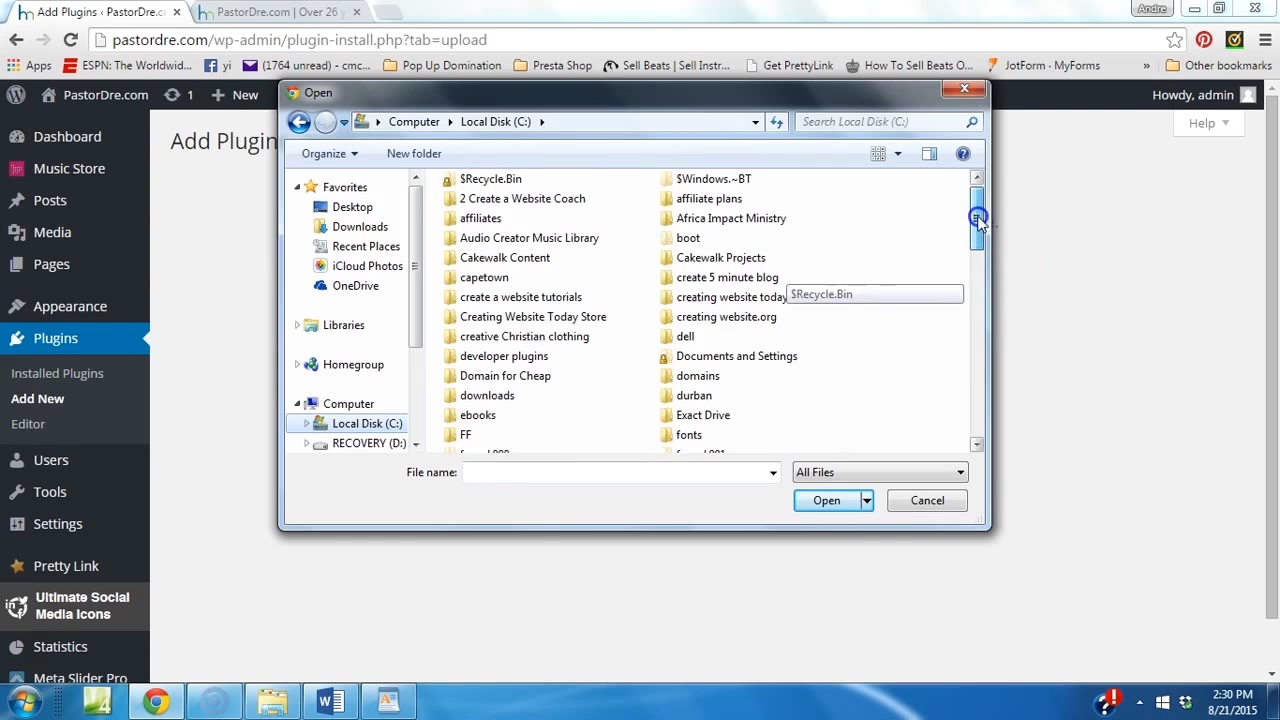 Add Plugins ‹ PastorDre.co
PastorDre.com | Over 26 y
Andre
pastordre.com/wp-admin/plugin-install.php?tab=upload
Apps
ESPN: The Worldwid...
yi
(1764 unread) - cmc...
Pop Up Domination
Presta Shop
Sell Beats | Sell Instr...
Get PrettyLink
How To Sell Beats O...
JotForm · MyForms
»
Other bookmarks
PastorDre.com
1
New
Howdy, admin
Help
Dashboard
Music Store
Posts
Media
Pages
Appearance
Plugins
Installed Plugins
Add New
Editor
Users
Tools
Settings
Pretty Link
Ultimate Social
Media Icons
Statistics
Meta Slider Pro
Add Plugin
Open
Computer
Local Disk (C:)
Search Local Disk (C:)
Organize
New folder
Favorites
Desktop
Downloads
Recent Places
iCloud Photos
OneDrive
Libraries
Homegroup
Computer
Local Disk (C:)
RECOVERY (D:)
$Recycle.Bin
$Windows.~BT
2 Create a Website Coach
affiliate plans
affiliates
Africa Impact Ministry
Audio Creator Music Library
boot
Cakewalk Content
Cakewalk Projects
capetown
create 5 minute blog
create a website tutorials
creating website today
$Recycle.Bin
Creating Website Today Store
creating website.org
creative Christian clothing
dell
developer plugins
Documents and Settings
Domain for Cheap
domains
downloads
durban
ebooks
Exact Drive
FF
fonts
File name:
All Files
Open
Cancel
2:30 PM
8/21/2015